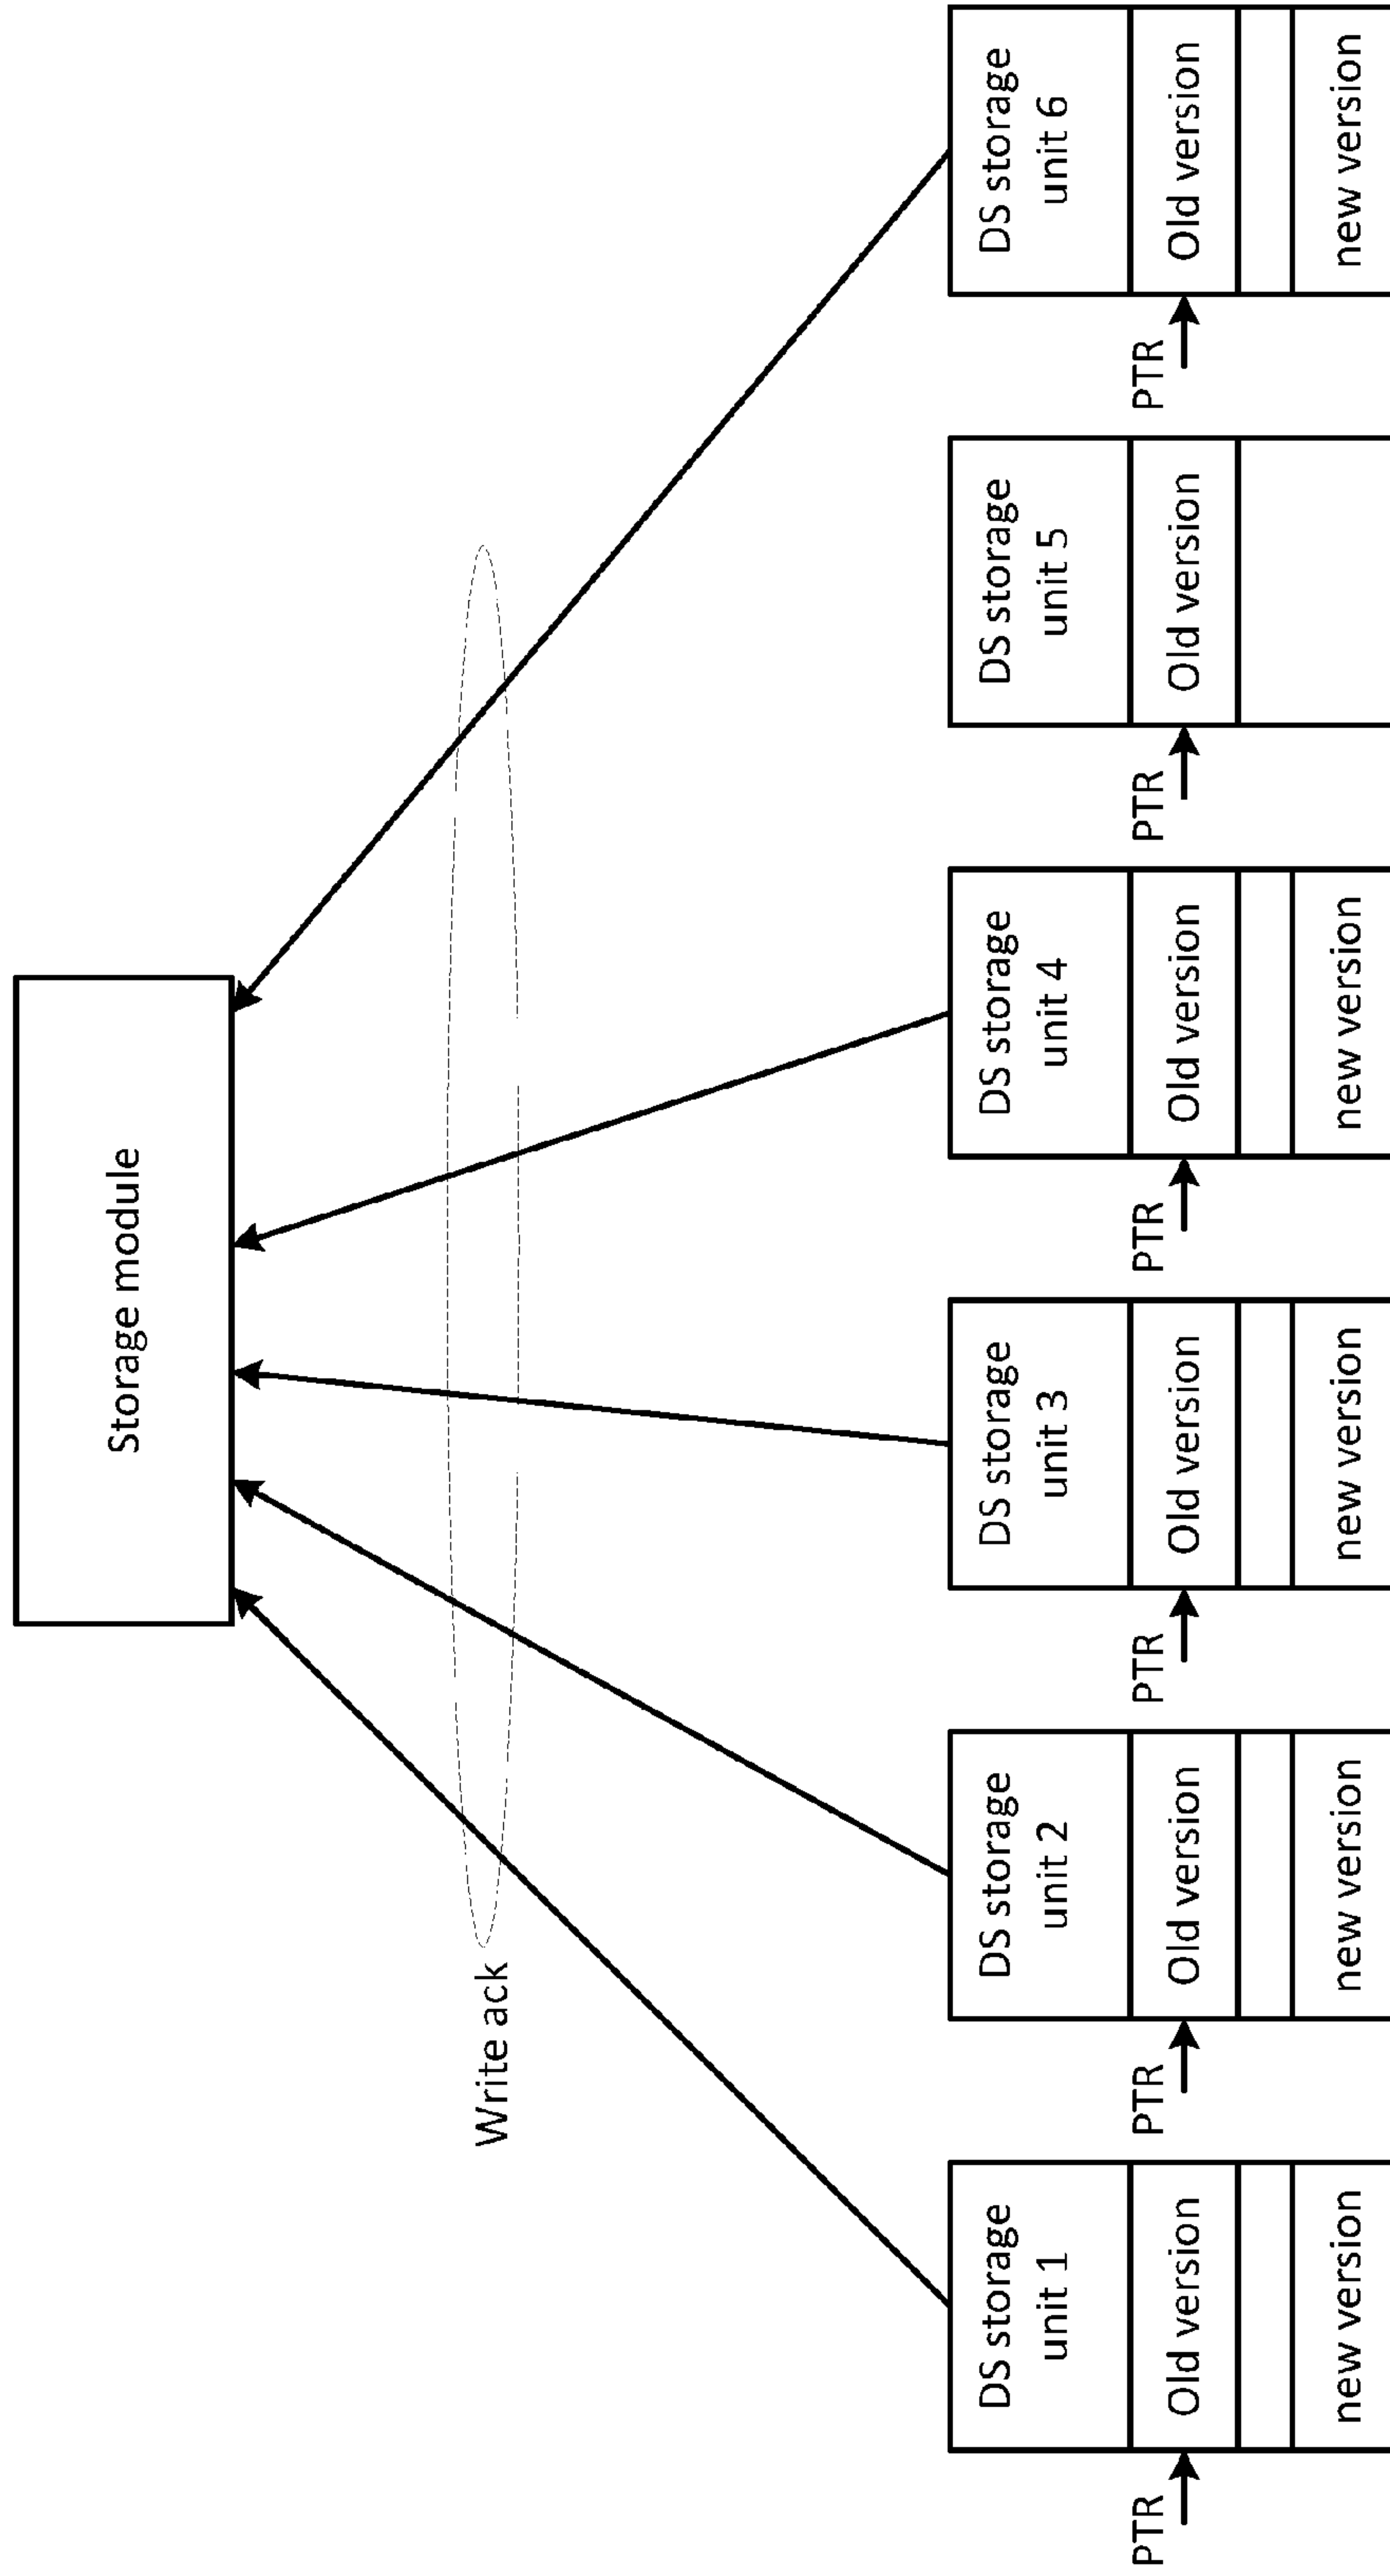 Storage module
Write ack
DS storage
unit 1
PTR
Old version
new version
DS storage
unit 2
PTR
Old version
new version
DS storage
unit 3
PTR
Old version
new version
DS storage
unit 4
PTR
Old version
new version
DS storage
unit 5
PTR
Old version
DS storage
unit 6
PTR
Old version
new version